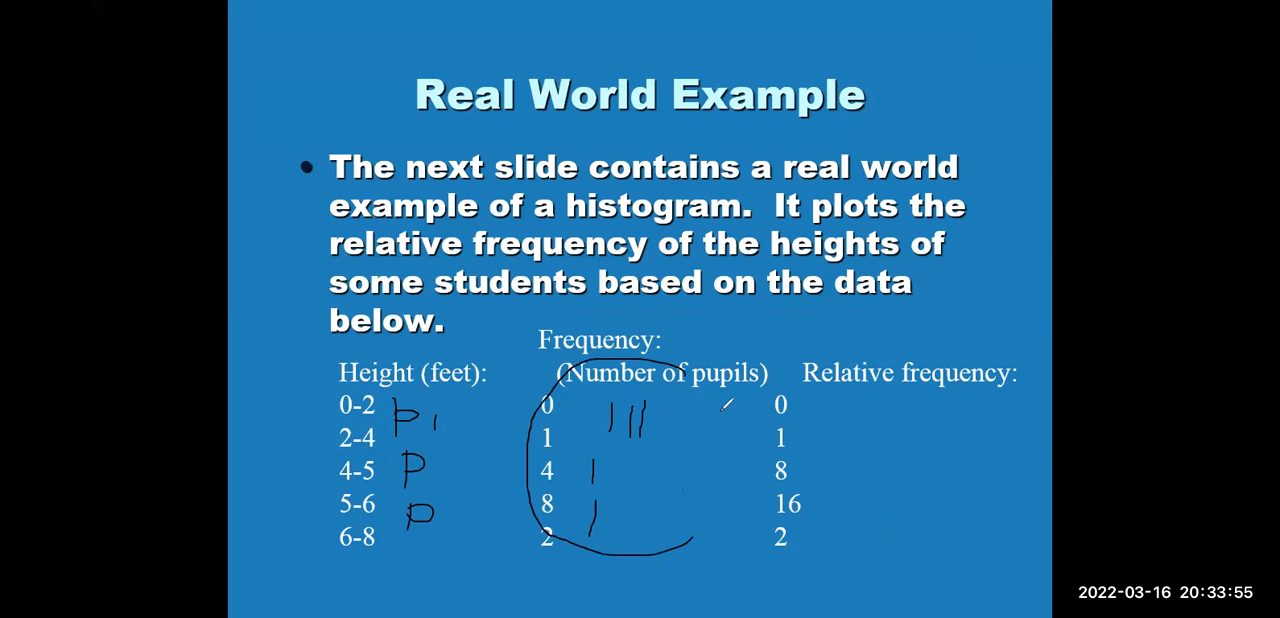 Real World Example
• The next slide contains a real world
example of a histogram. It plots the
relative frequency of the heights of
some students based on the data
below.
Frequency:
Height (feet): (Number of pupils) Relative frequency:
0-2 0 0
2-4 1 1
4-5 4 8
5-6 8 16
6-8 2 2
2022-03-16 20:33:55